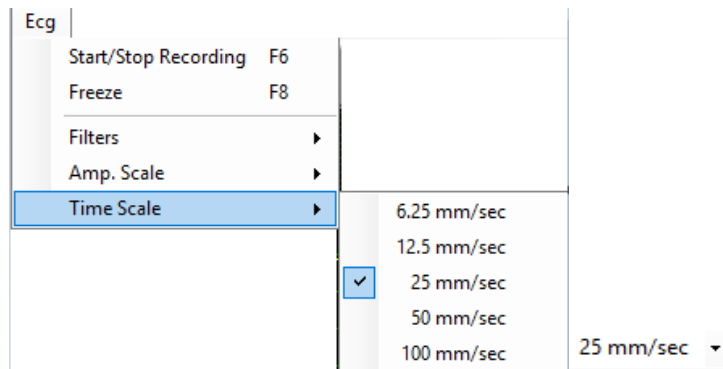 Ecg
Start/Stop Recording F6
Freeze F8
Filters
Amp. Scale
Time Scale
6.25 mm/sec
12.5 mm/sec
25 mm/sec
50 mm/sec
100 mm/sec
25 mm/sec